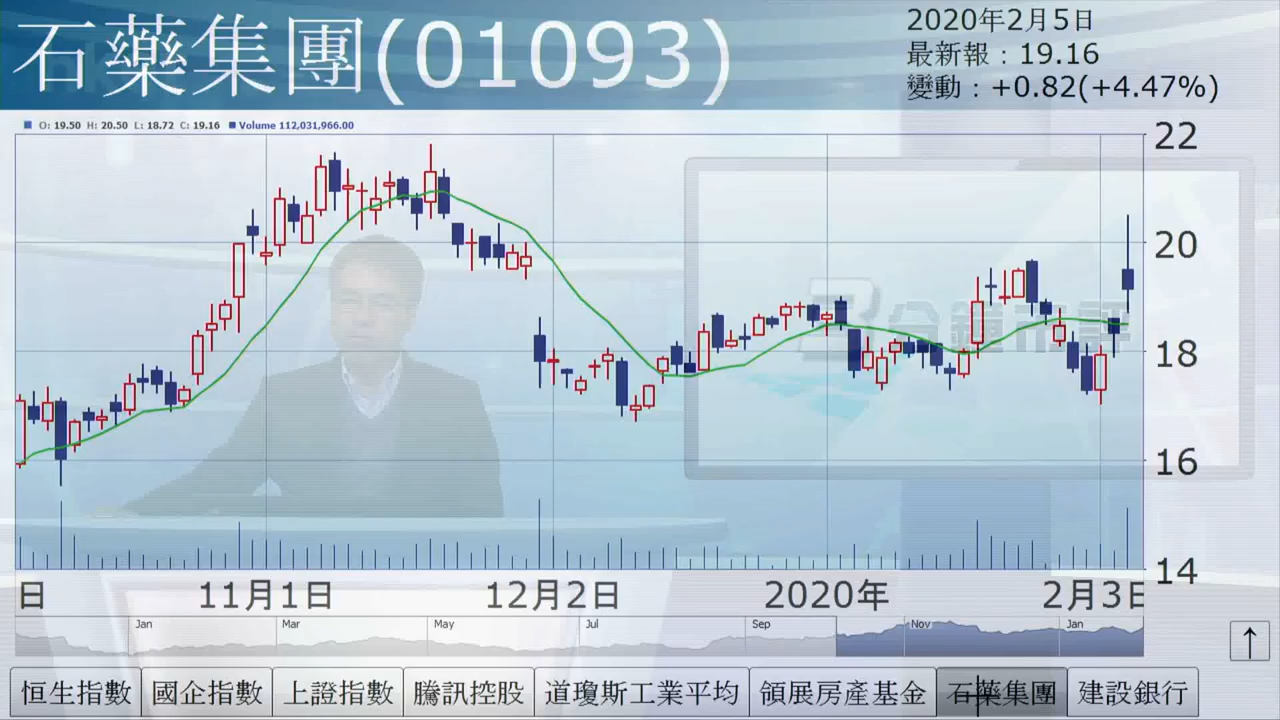 石藥集團(01093)
2020年2月5日
最新報：19.16
變動：+0.82(+4.47%)
O: 19.50 H: 20.50 L: 18.72 C: 19.16 Volume 112,031,966.00
22
20
18
16
14
3分鐘市評
日 11月1日 12月2日 2020年 2月3日
Jan Mar May Jul Sep Nov Jan
↑
恒生指數 國企指數 上證指數 騰訊控股 道瓊斯工業平均 領展房產基金 石藥集團 建設銀行